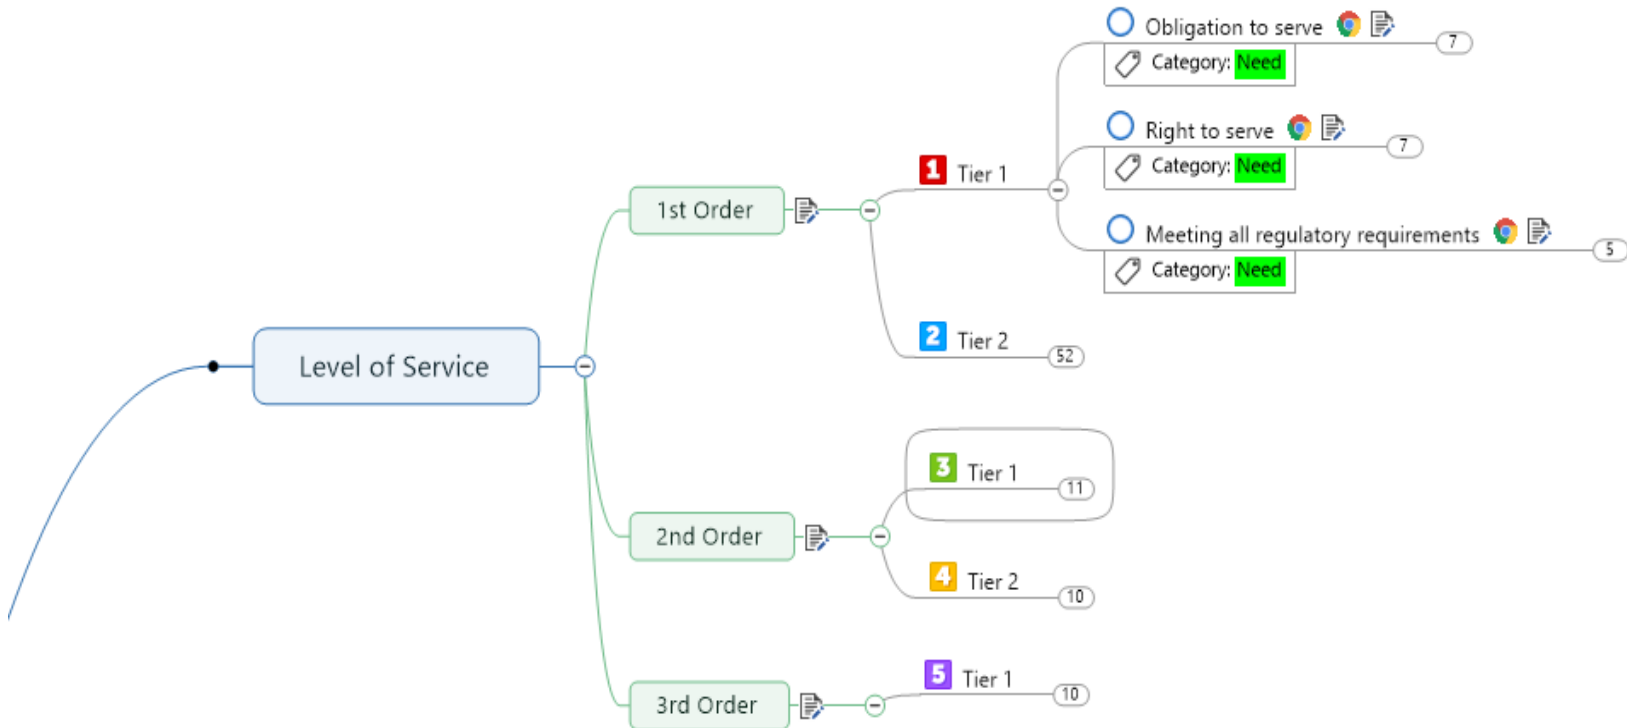 Obligation to serve
7
Category: Need
Right to serve
7
Category: Need
1 Tier 1
1st Order
Meeting all regulatory requirements
5
Category: Need
2 Tier 2
52
Level of Service
3 Tier 1
11
2nd Order
4 Tier 2
10
5 Tier 1
10
3rd Order